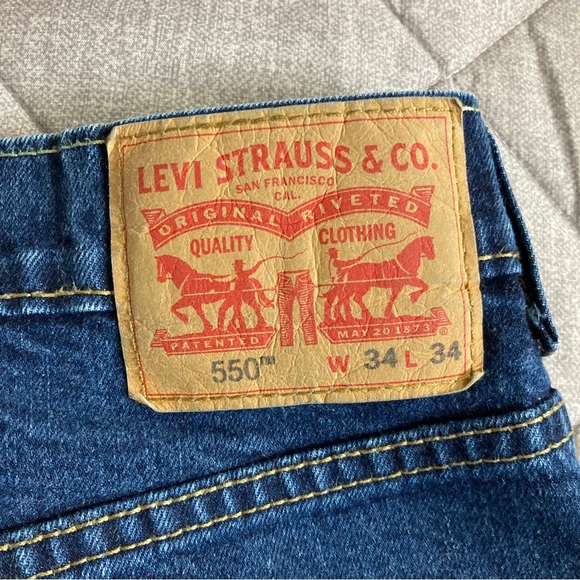 LEVI STRAUSS & CO.
SAN FRANCISCO
CAL.
ORIGINAL RIVETED
QUALITY CLOTHING
PATENTED MAY 20 1873
550™ W 34 L 34